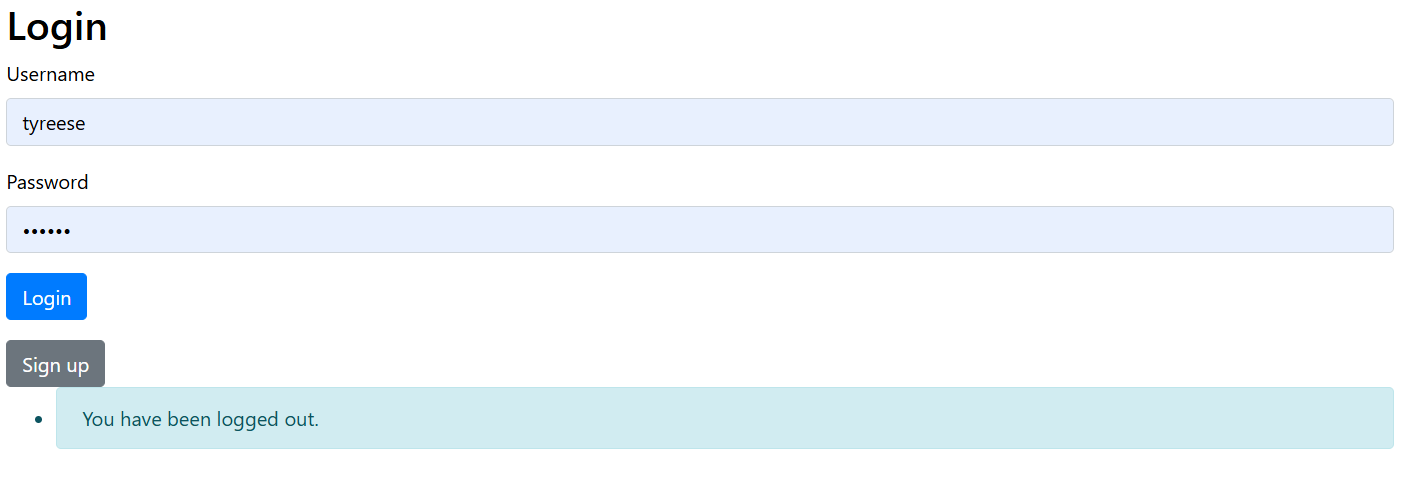 Login
Username
tyreese
Password
••••••
Login
Sign up
• You have been logged out.